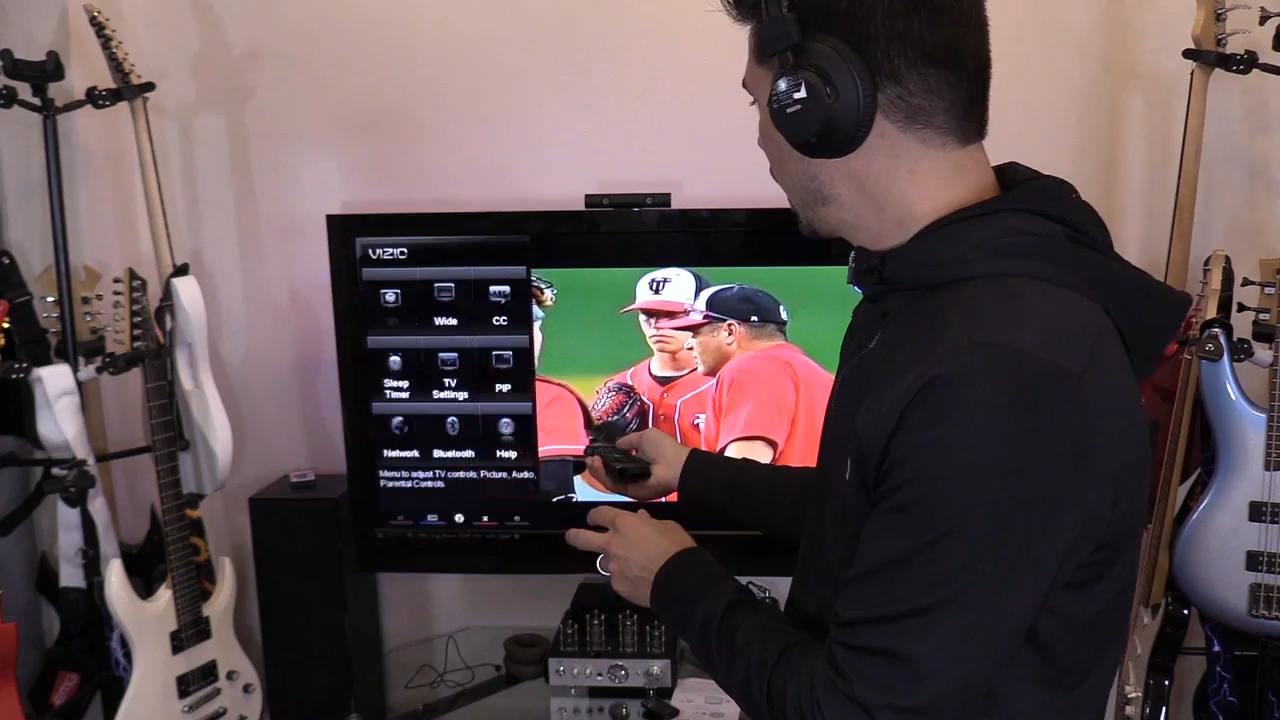 VIZIO
Wide CC
Sleep Timer
TV Settings
PIP
Network Bluetooth Help
Menu to adjust TV controls; Picture, Audio,
Parental Controls